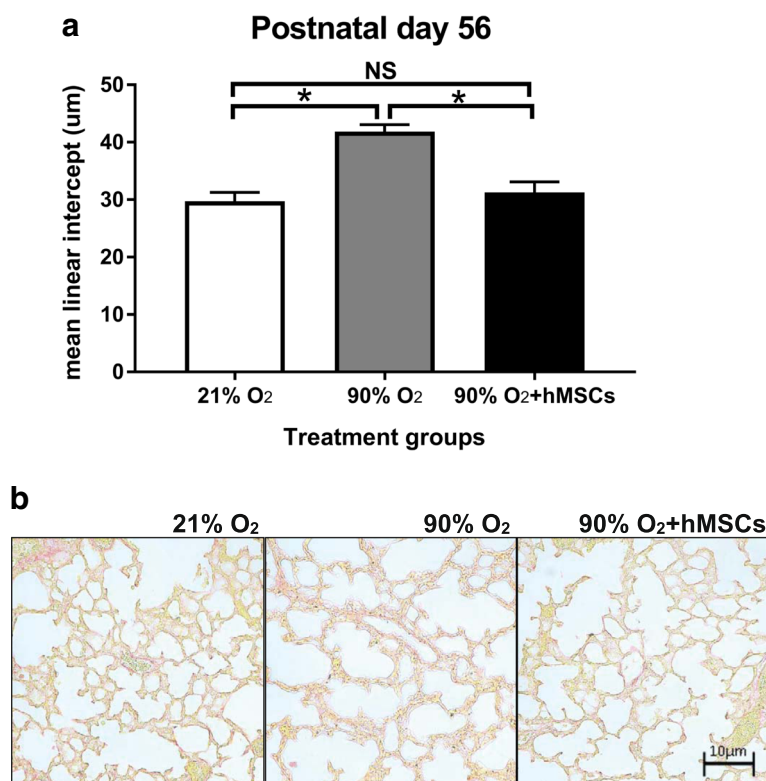 a
Postnatal day 56
NS
* *
mean linear intercept (um)
50
40
30
20
10
0
21% O2 90% O2 90% O2+hMSCs
Treatment groups
b
21% O2 90% O2 90% O2+hMSCs
10μm